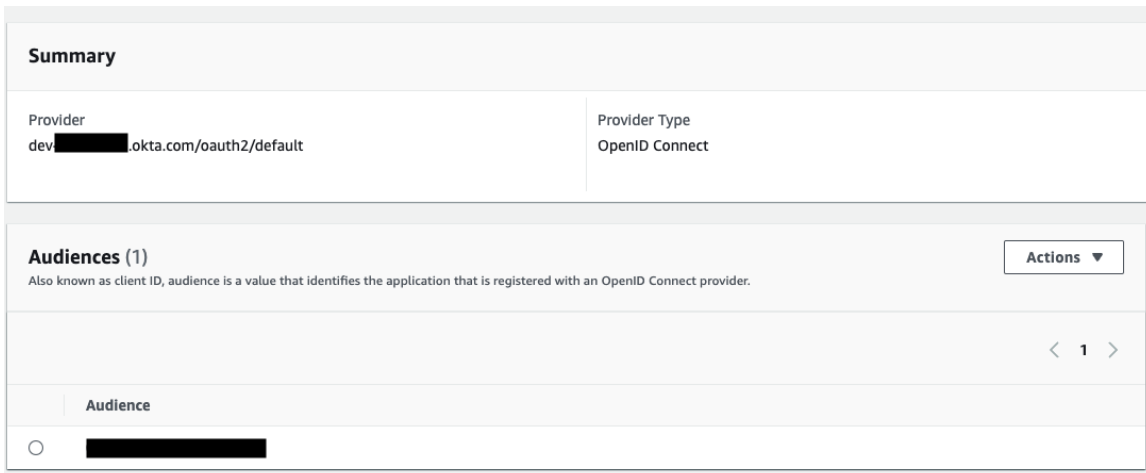 Summary
Provider
Provider Type
dev- .okta.com/oauth2/default
OpenID Connect
Audiences (1)
Actions ▼
Also known as client ID, audience is a value that identifies the application that is registered with an OpenID Connect provider.
< 1 >
Audience